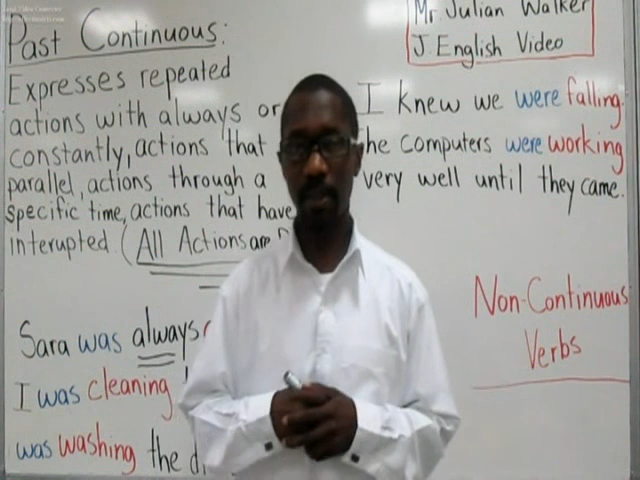 Past Continuous:
Expresses repeated
actions with always or
constantly, actions that
parallel, actions through a
specific time, actions that have
interupted (All Actions are
Sara was always
I was cleaning
was washing the
Mr. Julian Walker
J. English Video
I knew we were falling.
he computers were working
very well until they came.
Non-Continuous
Verbs